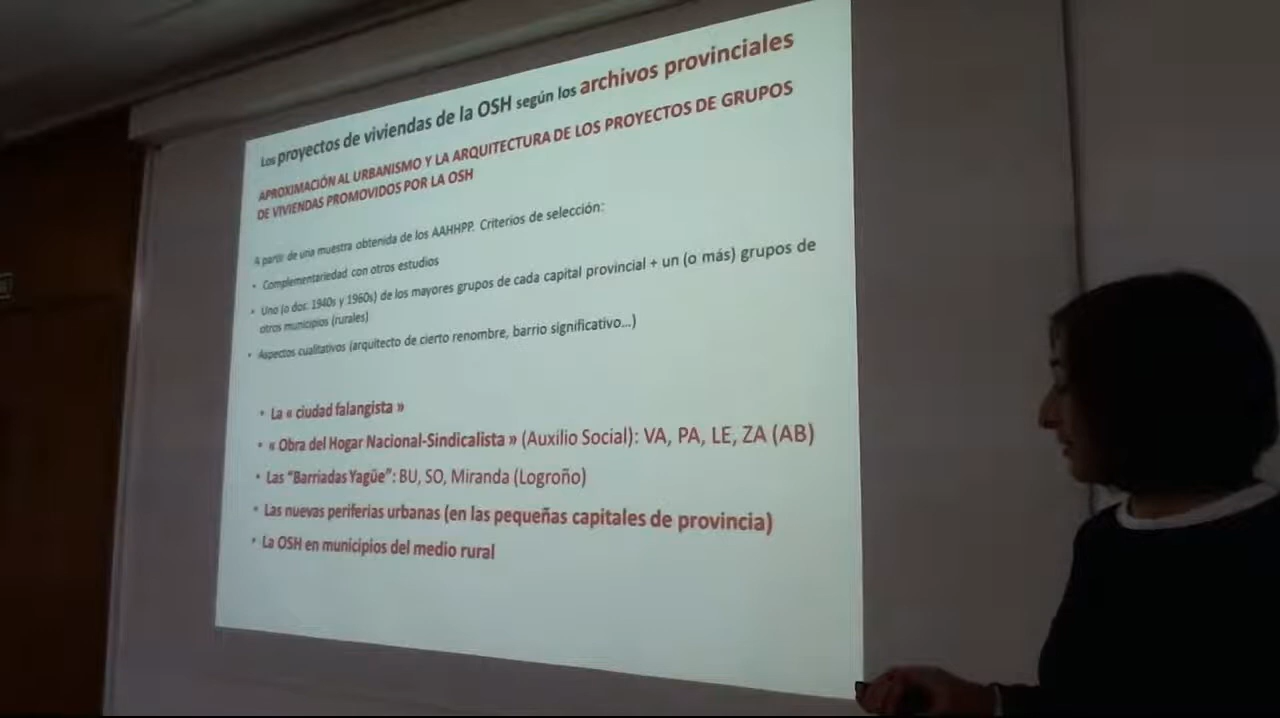 Los proyectos de viviendas de la OSH según los archivos provinciales
APROXIMACIÓN AL URBANISMO Y LA ARQUITECTURA DE LOS PROYECTOS DE GRUPOS
DE VIVIENDAS PROMOVIDOS POR LA OSH
A partir de una muestra obtenida de los AAHHPP. Criterios de selección:
• Complementariedad con otros estudios
• Uno (o dos: 1940s y 1960s) de los mayores grupos de cada capital provincial + un (o más) grupos de
otros municipios (rurales)
• Aspectos cualitativos (arquitecto de cierto renombre, barrio significativo...)
• La « ciudad falangista »
• « Obra del Hogar Nacional-Sindicalista » (Auxilio Social): VA, PA, LE, ZA (AB)
• Las "Barriadas Yagüe": BU, SO, Miranda (Logroño)
• Las nuevas periferias urbanas (en las pequeñas capitales de provincia)
• La OSH en municipios del medio rural